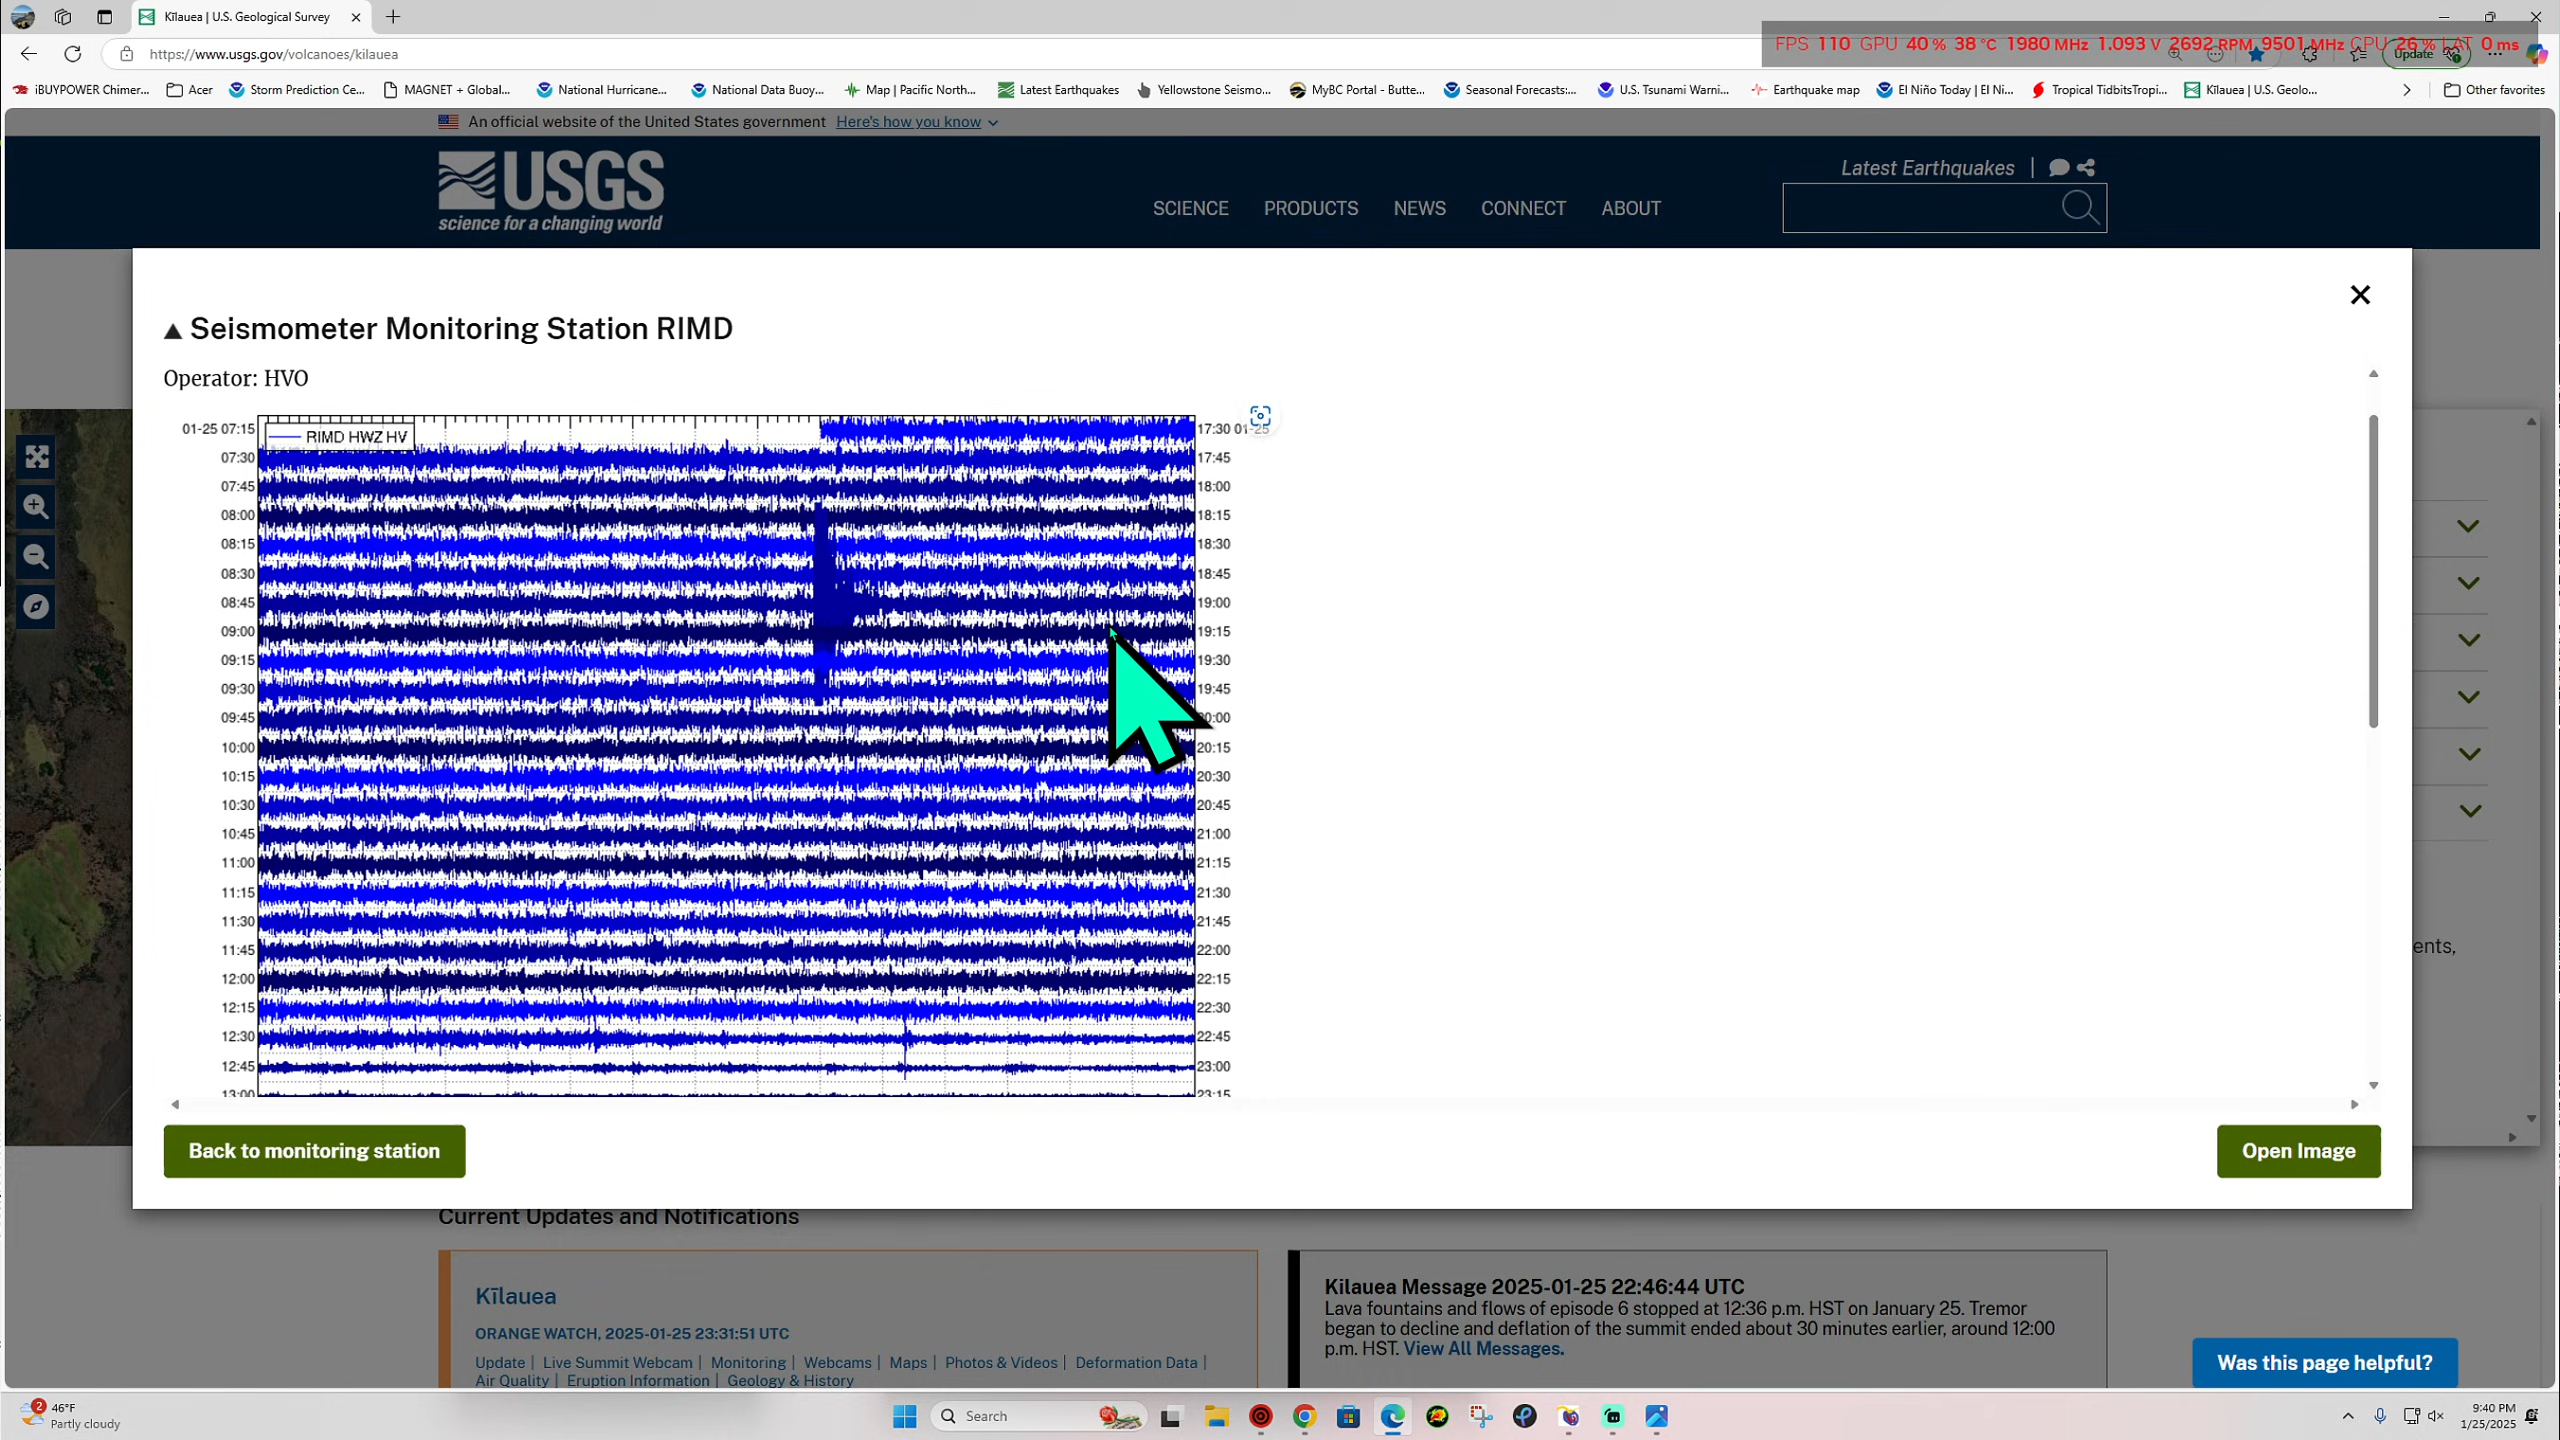 Kīlauea | U.S. Geological Survey
FPS 110 GPU 40 % 38 °C 1980 MHz 1.093 V 2692 RPM 9501 MHz CPU 26 % LAT 0 ms
https://www.usgs.gov/volcanoes/kilauea
Update
iBUYPOWER Chimer... Acer Storm Prediction Ce... MAGNET + Global... National Hurricane... National Data Buoy... Map | Pacific North... Latest Earthquakes Yellowstone Seismo... MyBC Portal - Butte... Seasonal Forecasts:... U.S. Tsunami Warni... Earthquake map El Niño Today | El Ni... Tropical TidbitsTropi... Kīlauea | U.S. Geolo... Other favorites
An official website of the United States government Here's how you know
USGS
science for a changing world
Latest Earthquakes |
SCIENCE PRODUCTS NEWS CONNECT ABOUT
Seismometer Monitoring Station RIMD
Operator: HVO
RIMD HWZ HV
01-25 07:15 17:30 01-25
07:30 17:45
07:45 18:00
08:00 18:15
08:15 18:30
08:30 18:45
08:45 19:00
09:00 19:15
09:15 19:30
09:30 19:45
09:45 :00
10:00 20:15
10:15 20:30
10:30 20:45
10:45 21:00
11:00 21:15
11:15 21:30
11:30 21:45
11:45 22:00
12:00 22:15
12:15 22:30
12:30 22:45
12:45 23:00
13:00 23:15
ents,
Back to monitoring station
Open Image
Current Updates and Notifications
Kīlauea
ORANGE WATCH, 2025-01-25 23:31:51 UTC
Update | Live Summit Webcam | Monitoring | Webcams | Maps | Photos & Videos | Deformation Data |
Air Quality | Eruption Information | Geology & History
Kilauea Message 2025-01-25 22:46:44 UTC
Lava fountains and flows of episode 6 stopped at 12:36 p.m. HST on January 25. Tremor
began to decline and deflation of the summit ended about 30 minutes earlier, around 12:00
p.m. HST. View All Messages.
Was this page helpful?
2
46°F
Partly cloudy
Search
9:40 PM
1/25/2025